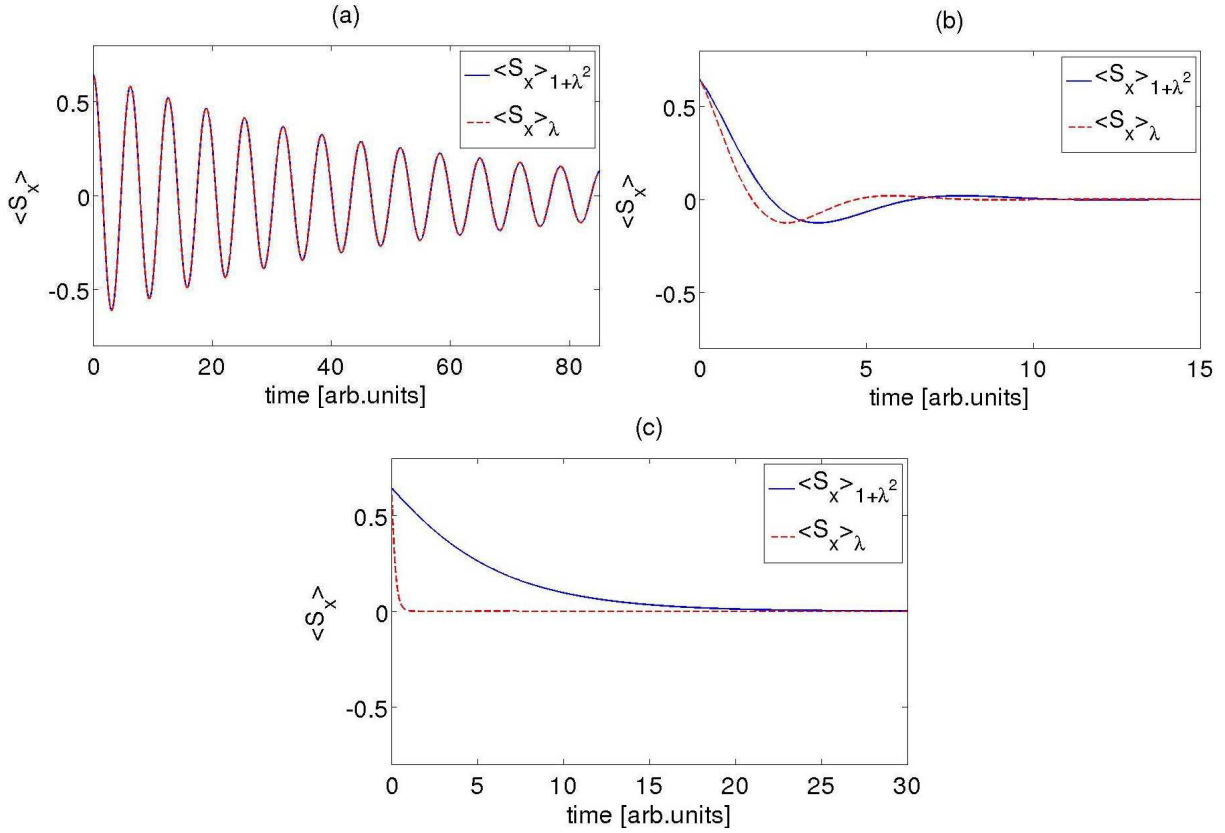 (a)
<S_x>_{1+λ^2}
<S_x>_λ
0.5
0
-0.5
<S_x>
0 20 40 60 80
time [arb.units]
(b)
<S_x>_{1+λ^2}
<S_x>_λ
0.5
0
-0.5
<S_x>
0 5 10 15
time [arb.units]
(c)
<S_x>_{1+λ^2}
<S_x>_λ
0.5
0
-0.5
<S_x>
0 5 10 15 20 25 30
time [arb.units]